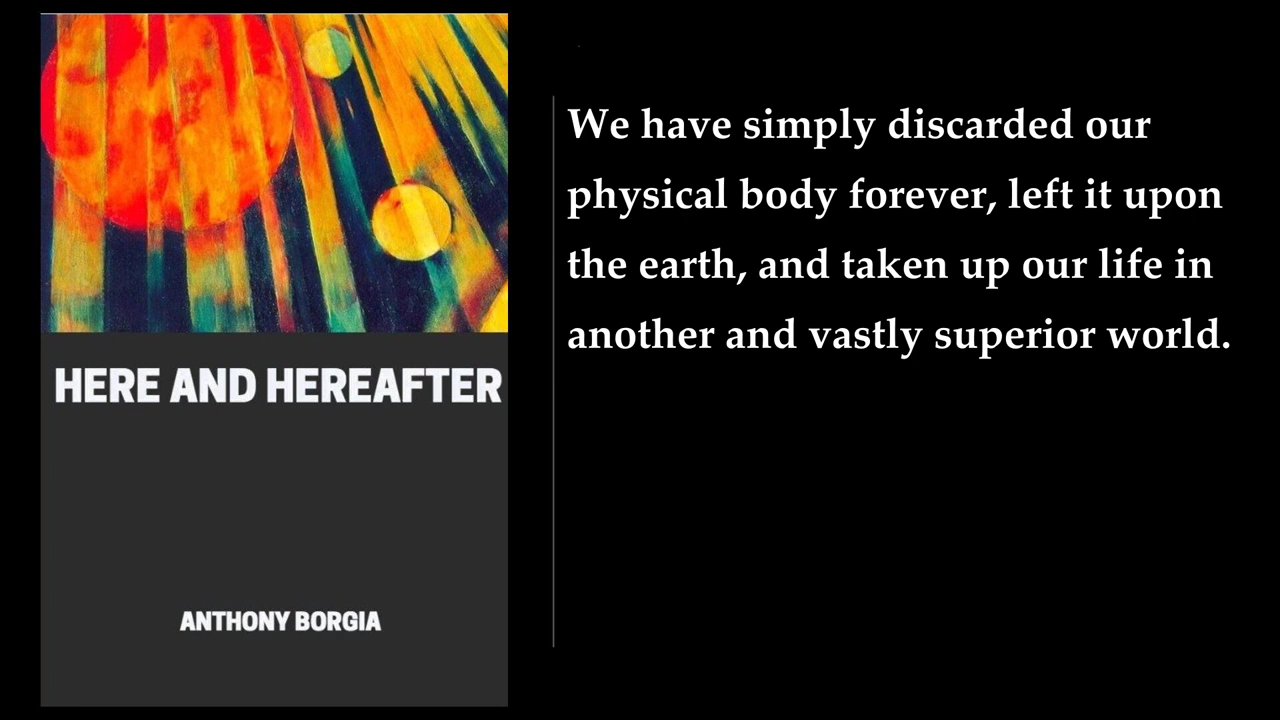 HERE AND HEREAFTER
ANTHONY BORGIA
We have simply discarded our
physical body forever, left it upon
the earth, and taken up our life in
another and vastly superior world.